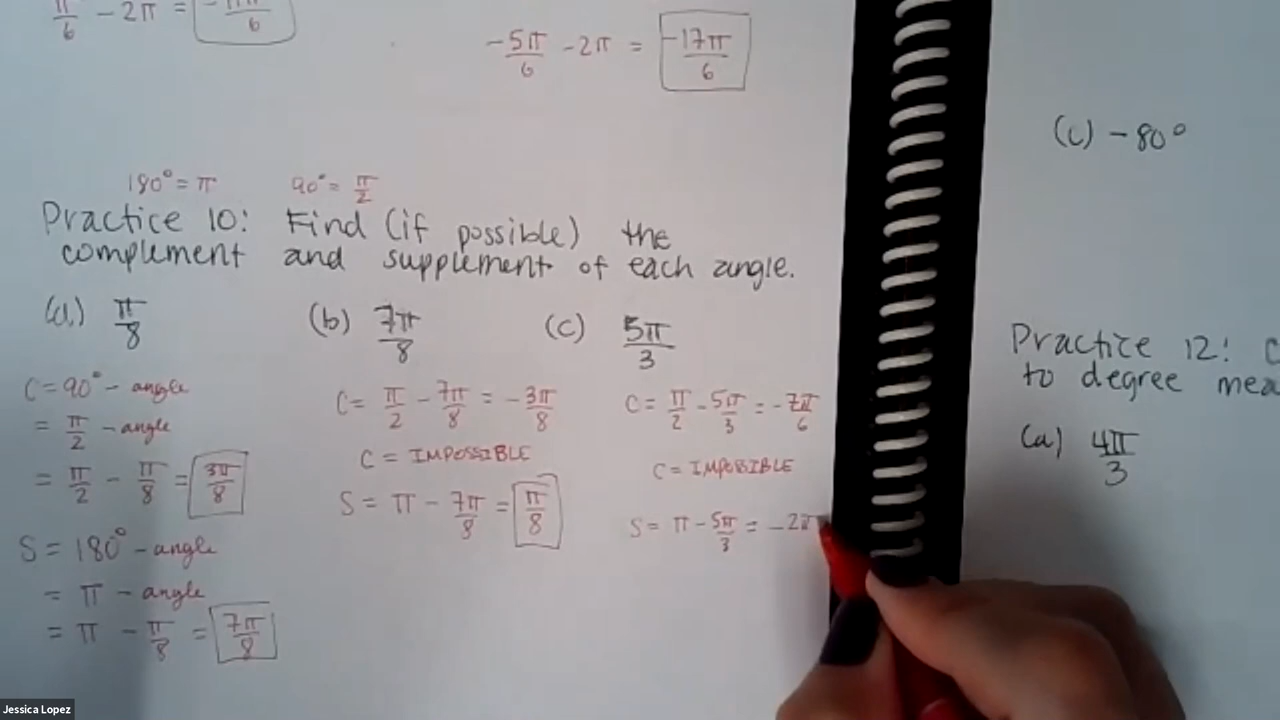 π/6 - 2π =
-5π/6 - 2π = -17π/6
180° = π   90° = π/2
Practice 10: Find (if possible) the
complement and supplement of each angle.
(a) π/8
C = 90° - angle
= π/2 - angle
= π/2 - π/8 = 3π/8
S = 180° - angle
= π - angle
= π - π/8 = 7π/8
(b) 7π/8
C = π/2 - 7π/8 = -3π/8
C = IMPOSSIBLE
S = π - 7π/8 = π/8
(c) 5π/3
C = π/2 - 5π/3 = -7π/6
C = IMPOSIBLE
S = π - 5π/3 = -2π
(c) -80°
Practice 12: C
to degree mea
(a) 4π/3
Jessica Lopez